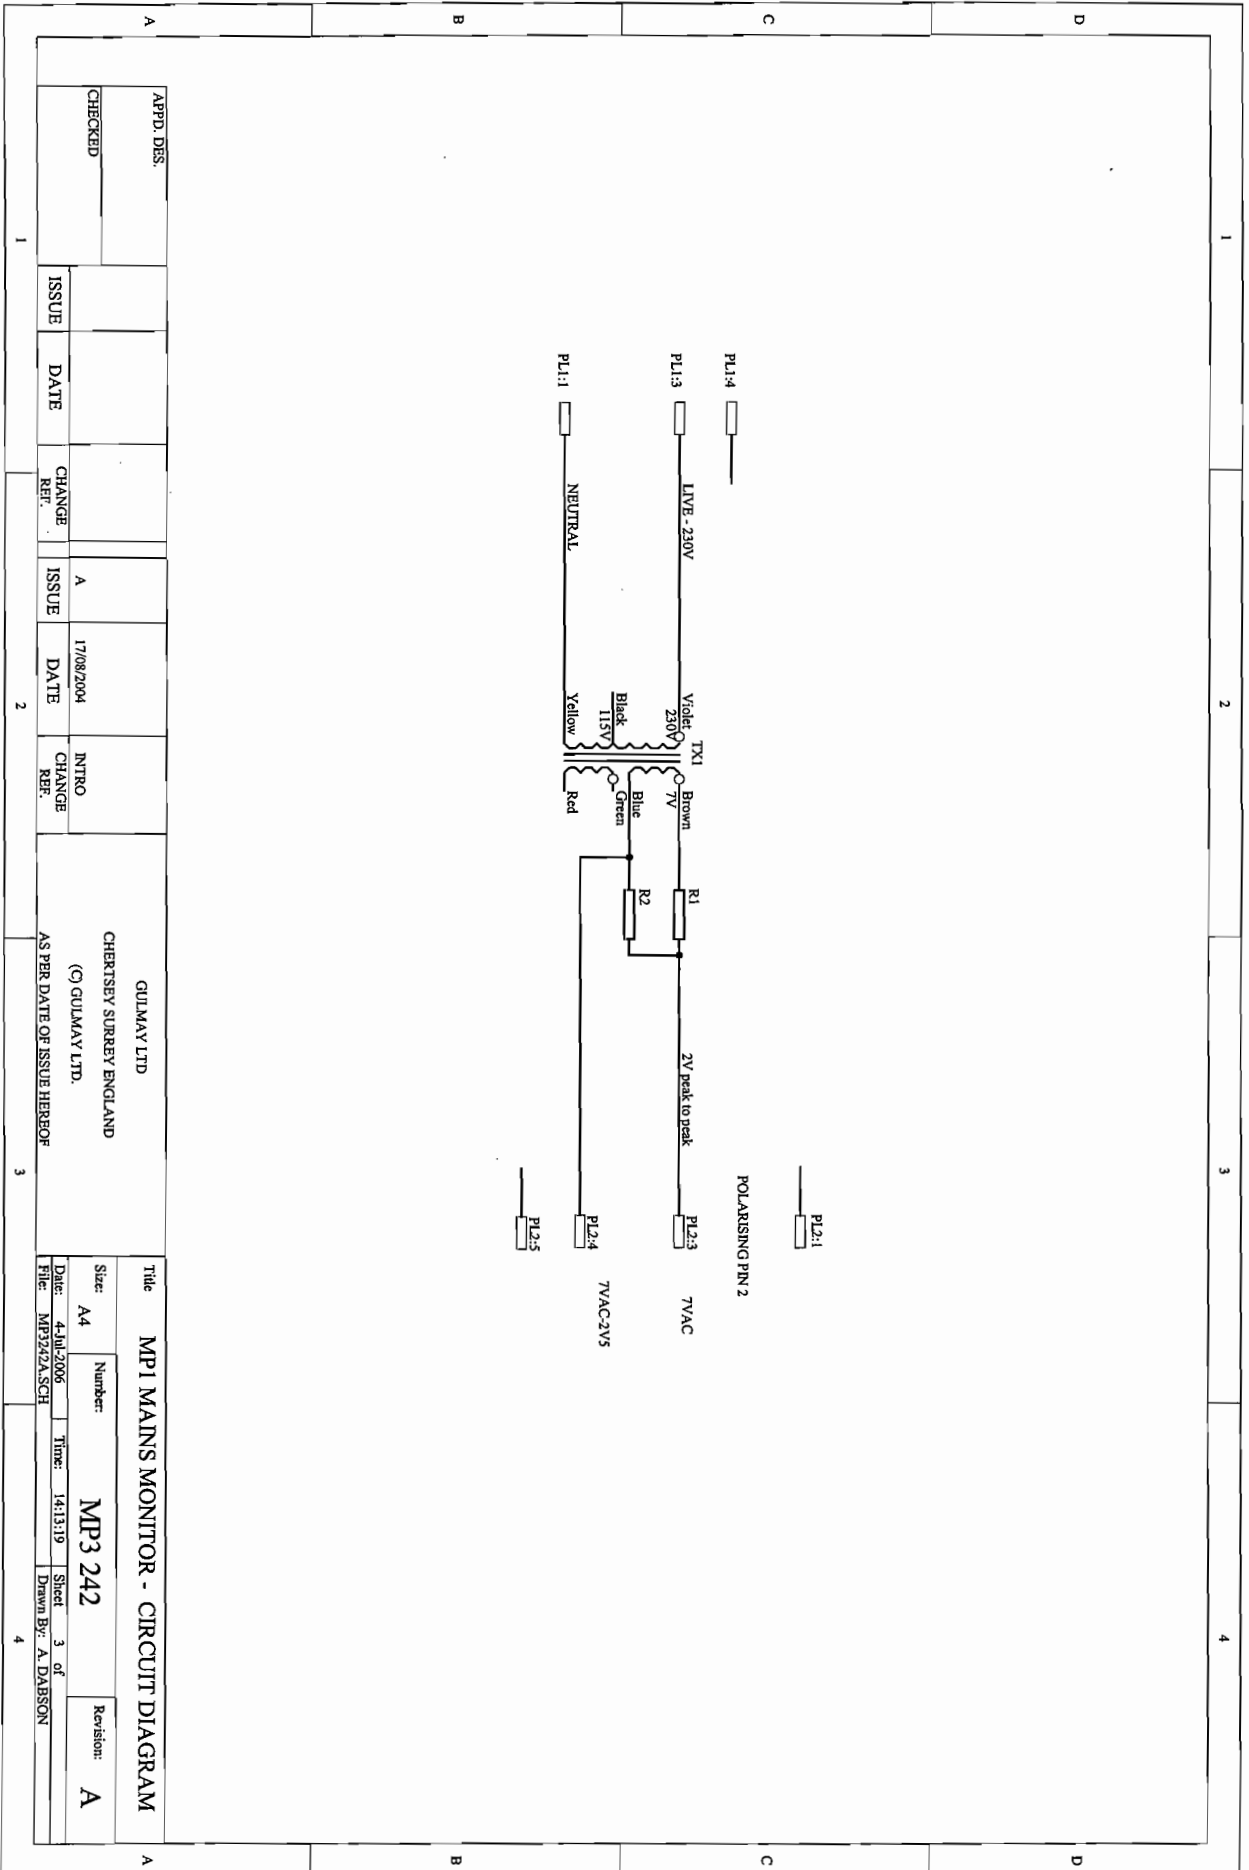 1
2
3
4
D
D
C
C
B
B
A
A
1
2
3
4
PL2:1
PL1:4
POLARISING PIN 2
PL1:3
LIVE - 230V
Violet
230V
TX1
Brown
7V
R1
2V peak to peak
PL2:3
7VAC
Black
115V
Blue
Green
R2
PL2:4
7VAC-2V5
PL1:1
NEUTRAL
Yellow
Red
PL2:5
APPD. DES.
CHECKED
ISSUE
DATE
CHANGE
REF.
A
17/08/2004
INTRO
ISSUE
DATE
CHANGE
REF.
GULMAY LTD
CHERTSEY SURREY ENGLAND
(C) GULMAY LTD.
AS PER DATE OF ISSUE HEREOF
Title
MP1 MAINS MONITOR - CIRCUIT DIAGRAM
Size:
A4
Number:
MP3 242
Revision:
A
Date: 4-Jul-2006
Time: 14:13:19
Sheet 3 of
File: MP3242A.SCH
Drawn By: A. DABSON